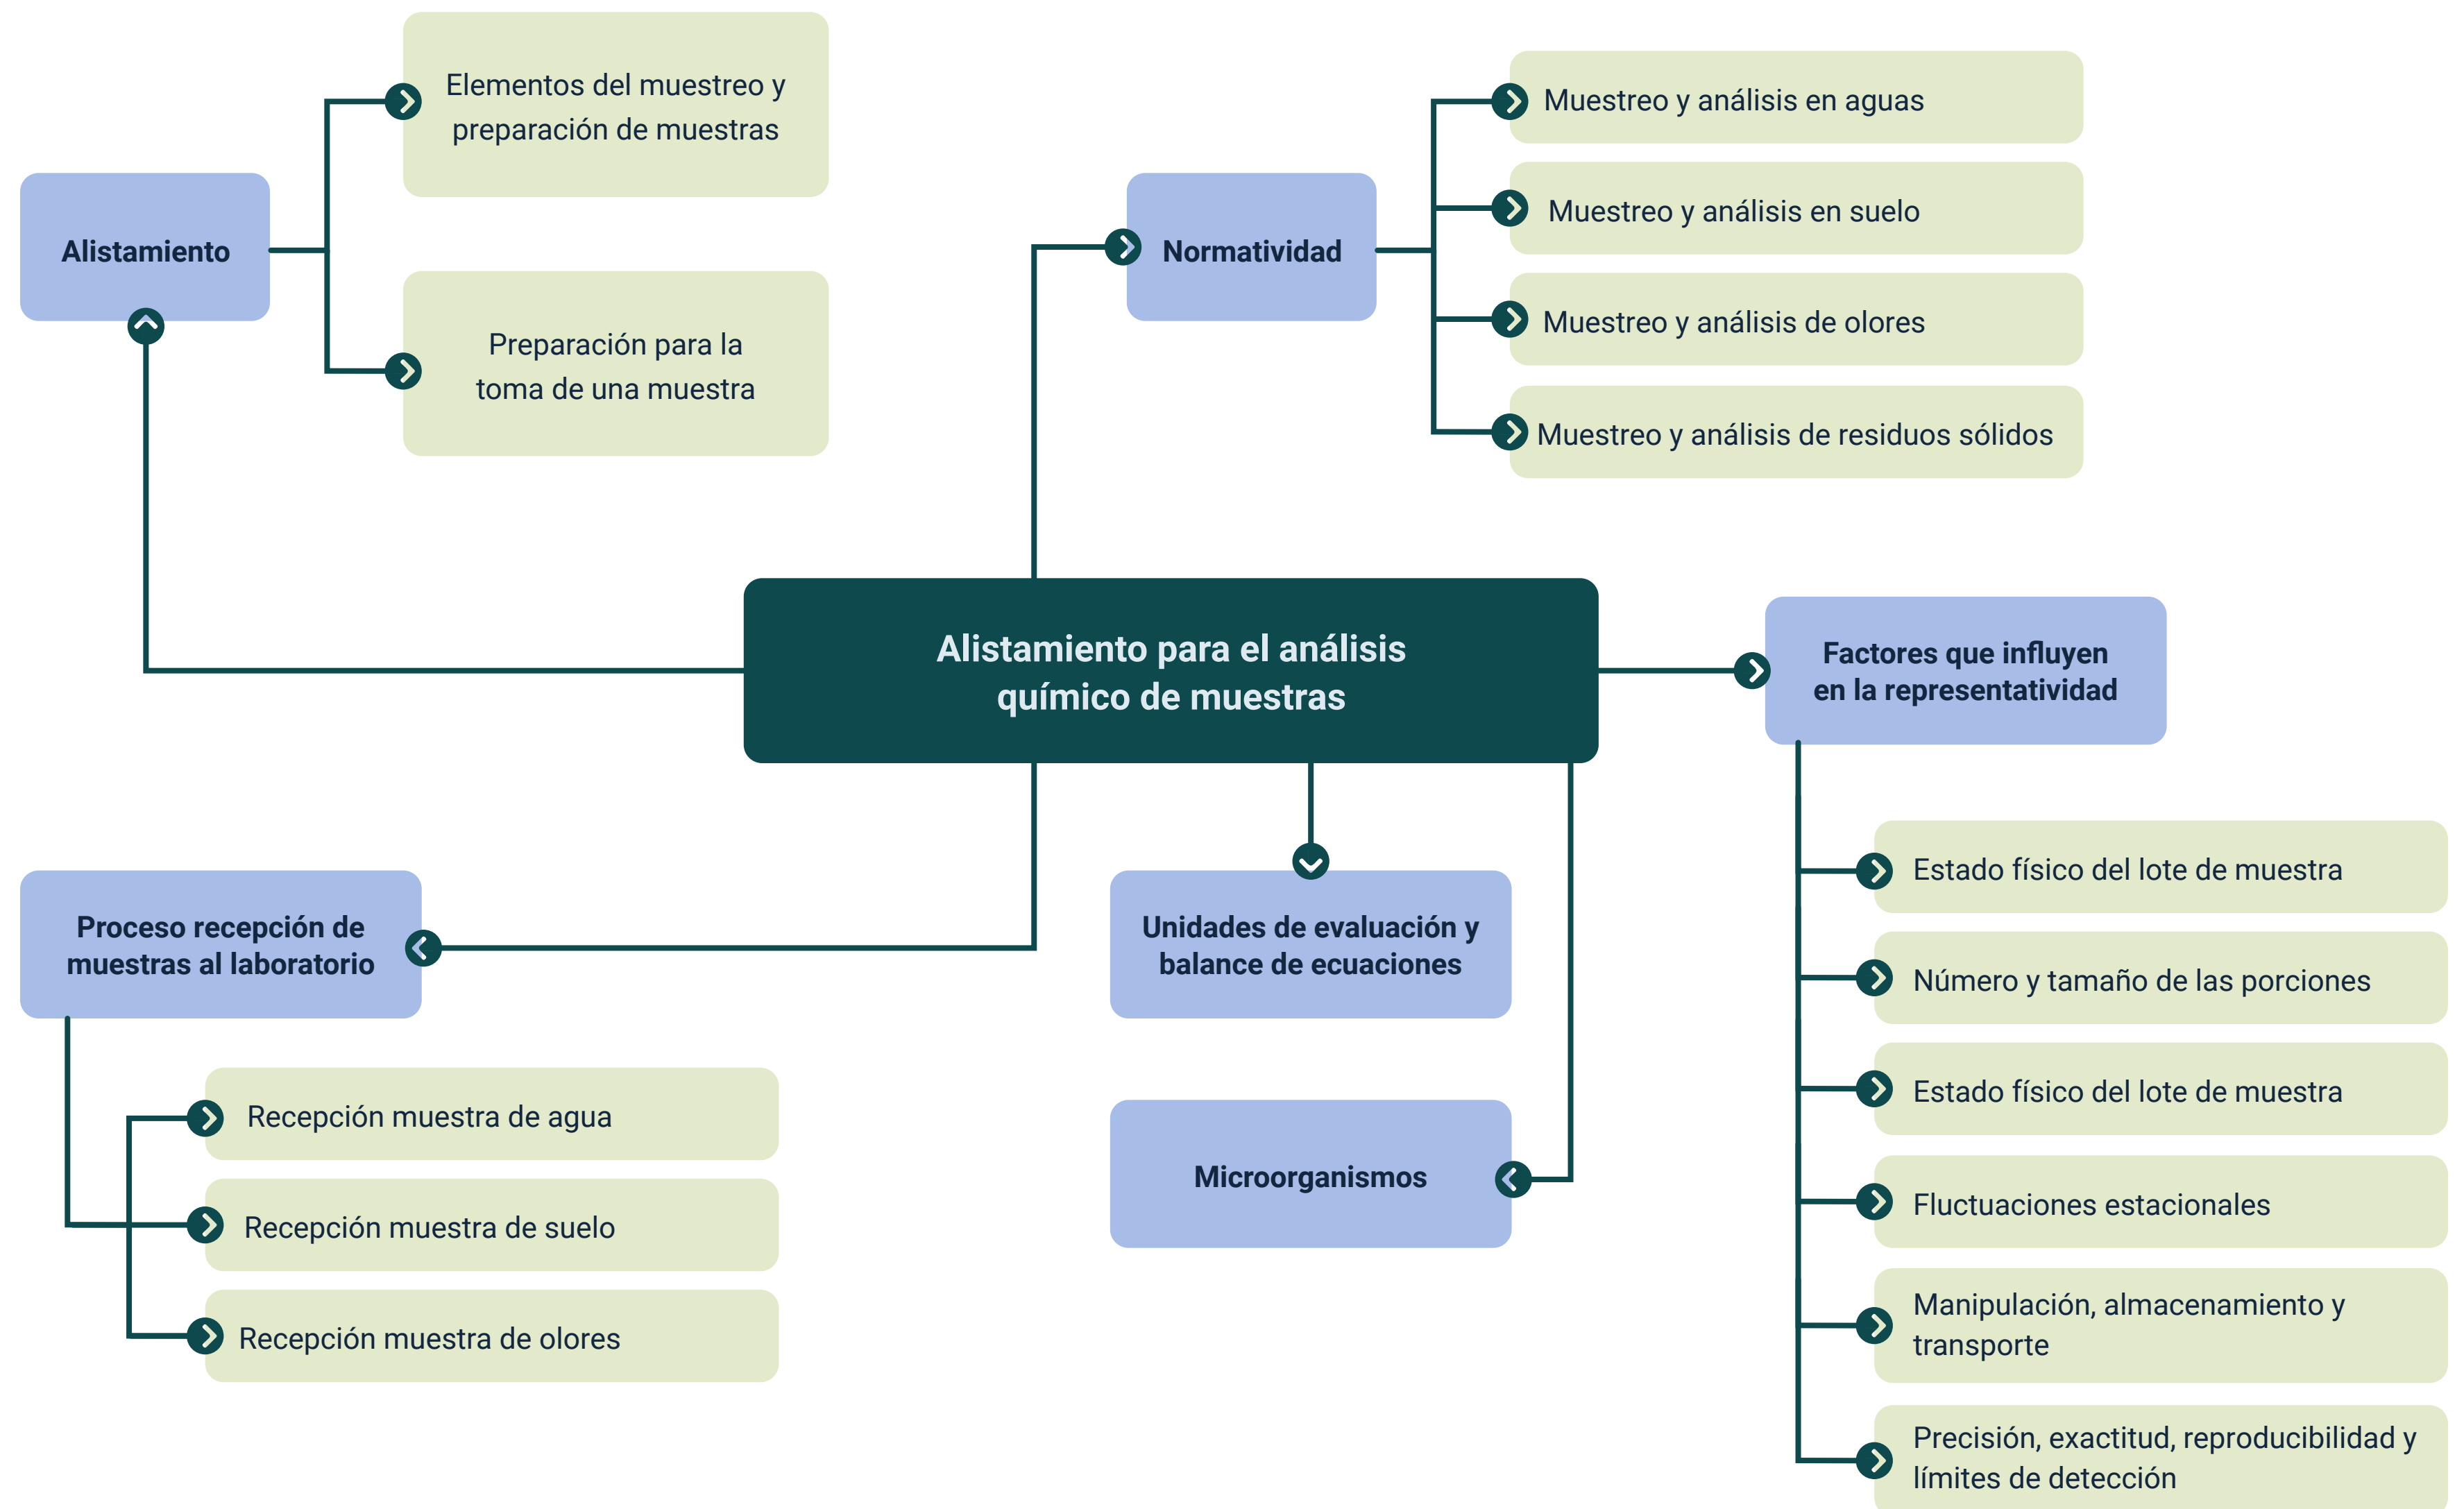 Elementos del muestreo y
preparación de muestras
Alistamiento
Preparación para la
toma de una muestra
Normatividad
Muestreo y análisis en aguas
Muestreo y análisis en suelo
Muestreo y análisis de olores
Muestreo y análisis de residuos sólidos
Alistamiento para el análisis
químico de muestras
Factores que influyen
en la representatividad
Estado físico del lote de muestra
Número y tamaño de las porciones
Estado físico del lote de muestra
Fluctuaciones estacionales
Manipulación, almacenamiento y
transporte
Precisión, exactitud, reproducibilidad y
límites de detección
Proceso recepción de
muestras al laboratorio
Recepción muestra de agua
Recepción muestra de suelo
Recepción muestra de olores
Unidades de evaluación y
balance de ecuaciones
Microorganismos